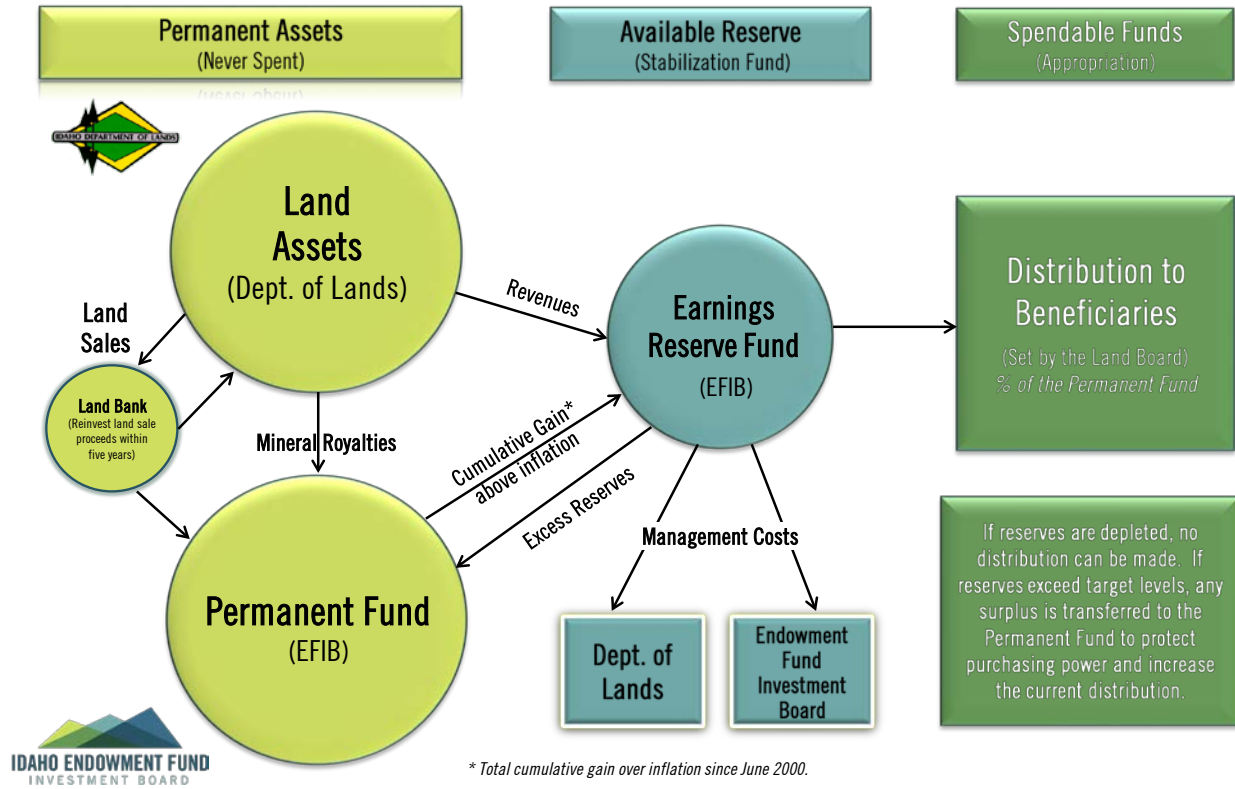 Permanent Assets
(Never Spent)
Available Reserve
(Stabilization Fund)
Spendable Funds
(Appropriation)
IDAHO DEPARTMENT OF LANDS
Land
Assets
(Dept. of Lands)
Revenues
Earnings
Reserve Fund
(EFIB)
Distribution to
Beneficiaries
(Set by the Land Board)
% of the Permanent Fund
Land
Sales
Land Bank
(Reinvest land sale
proceeds within
five years)
Mineral Royalties
Cumulative Gain*
above inflation
Excess Reserves
Management Costs
Permanent Fund
(EFIB)
Dept. of
Lands
Endowment
Fund
Investment
Board
If reserves are depleted, no
distribution can be made. If
reserves exceed target levels, any
surplus is transferred to the
Permanent Fund to protect
purchasing power and increase
the current distribution.
IDAHO ENDOWMENT FUND
INVESTMENT BOARD
* Total cumulative gain over inflation since June 2000.